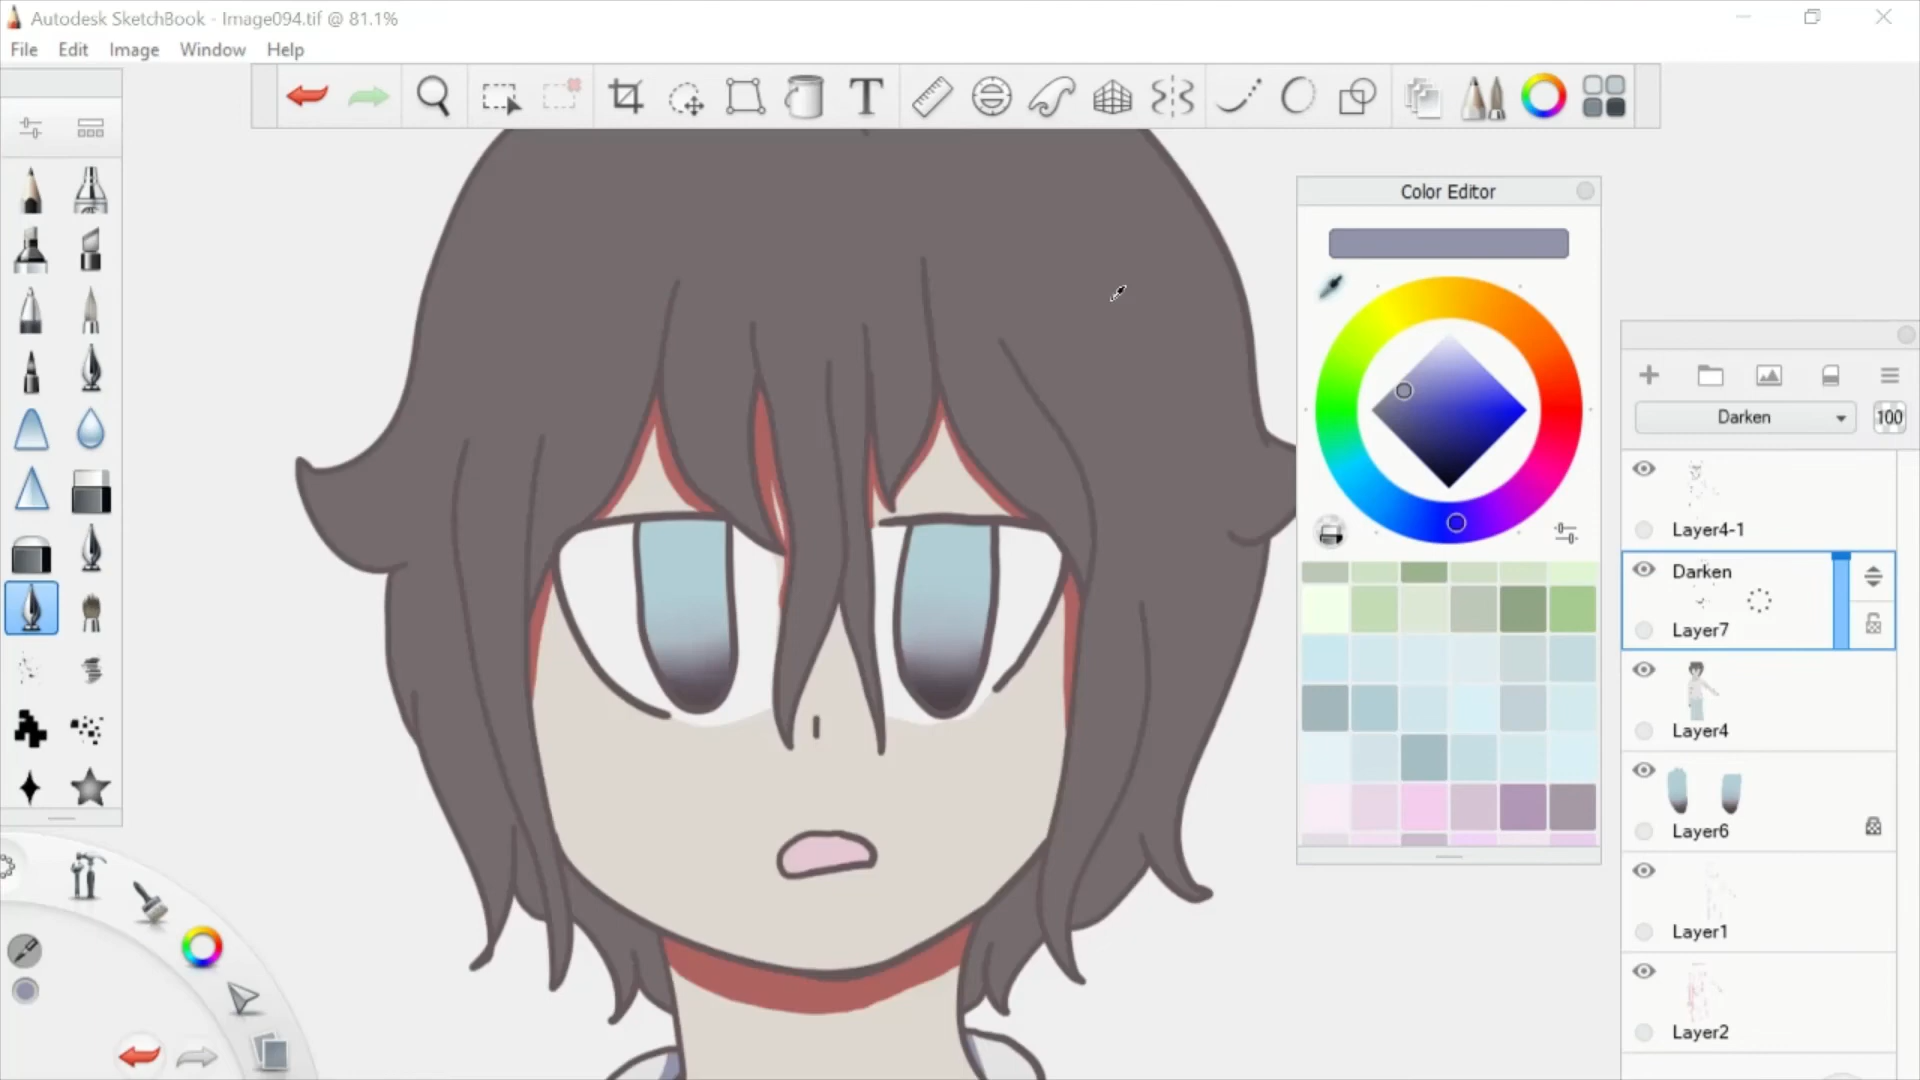 Autodesk SketchBook - Image094.tif @ 81.1%
File Edit Image Window Help
T
Color Editor
Darken 100
Layer4-1
Darken
Layer7
Layer4
Layer6
Layer1
Layer2